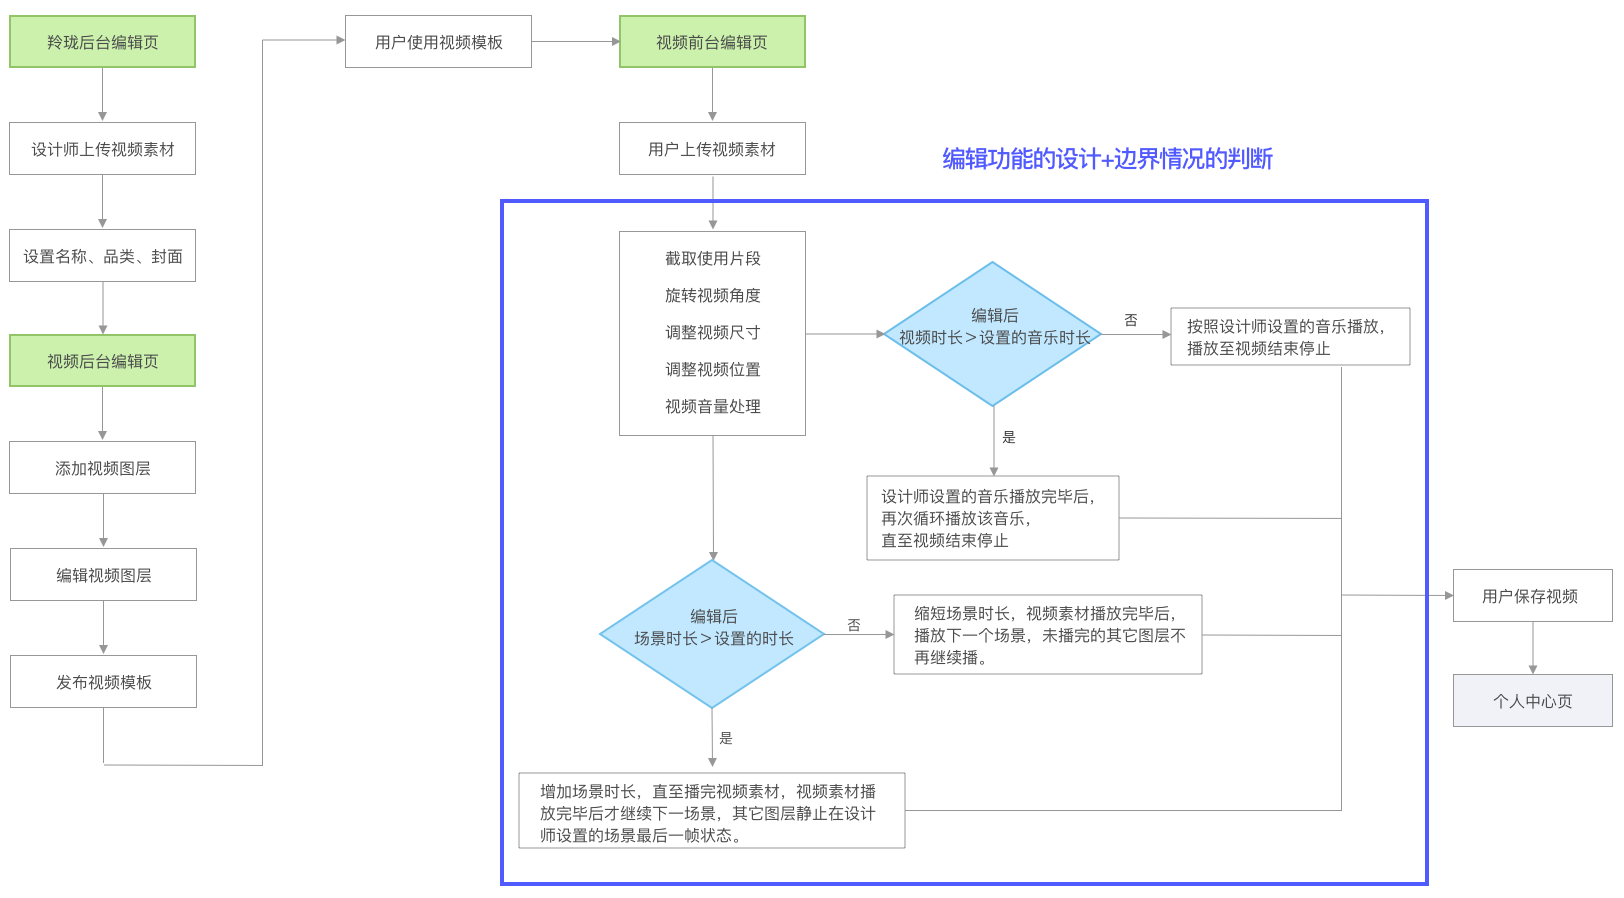 羚珑后台编辑页
设计师上传视频素材
设置名称、品类、封面
视频后台编辑页
添加视频图层
编辑视频图层
发布视频模板
用户使用视频模板
视频前台编辑页
用户上传视频素材
编辑功能的设计+边界情况的判断
截取使用片段
旋转视频角度
调整视频尺寸
调整视频位置
视频音量处理
编辑后
视频时长＞设置的音乐时长
否
按照设计师设置的音乐播放，
播放至视频结束停止
是
设计师设置的音乐播放完毕后，
再次循环播放该音乐，
直至视频结束停止
编辑后
场景时长＞设置的时长
否
缩短场景时长，视频素材播放完毕后，
播放下一个场景，未播完的其它图层不
再继续播。
是
增加场景时长，直至播完视频素材，视频素材播
放完毕后才继续下一场景，其它图层静止在设计
师设置的场景最后一帧状态。
用户保存视频
个人中心页